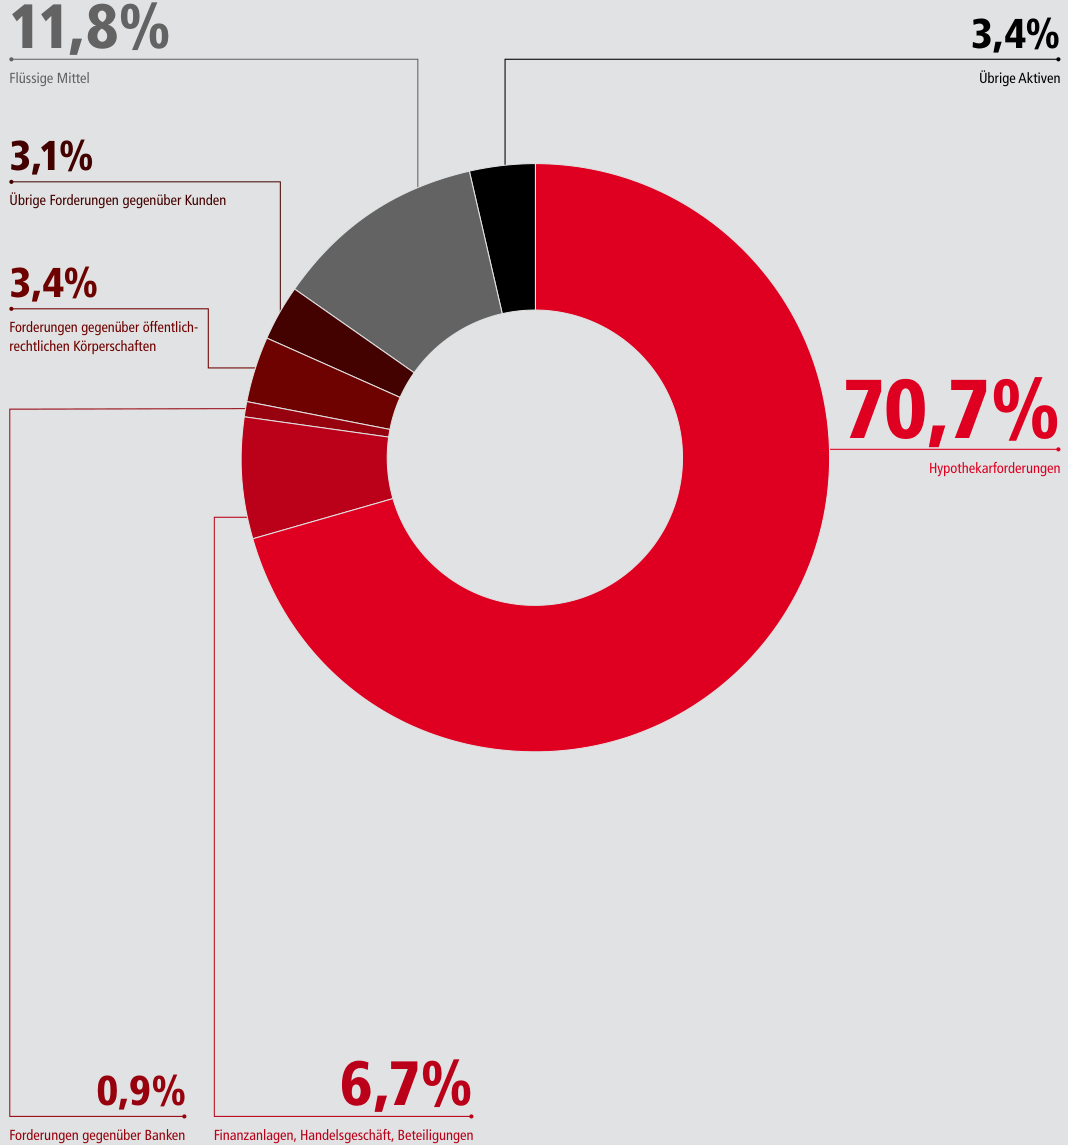 11,8%
Flüssige Mittel
3,4%
Übrige Aktiven
3,1%
Übrige Forderungen gegenüber Kunden
3,4%
Forderungen gegenüber öffentlich-
rechtlichen Körperschaften
70,7%
Hypothekarforderungen
0,9%
Forderungen gegenüber Banken
6,7%
Finanzanlagen, Handelsgeschäft, Beteiligungen